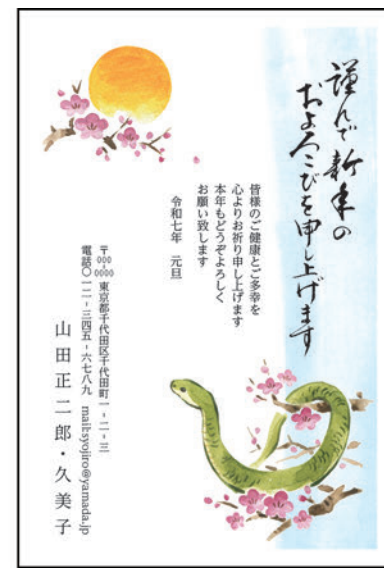 謹んで新年の
およろこびを申し上げます
皆様のご健康とご多幸を
心よりお祈り申し上げます
本年もどうぞよろしく
お願い致します
令和七年　元旦
〒000-0000 東京都千代田区千代田町一-二-三
電話〇一二-三四五-六七八九 mail:syojiro@yamada.jp
山田正二郎・久美子